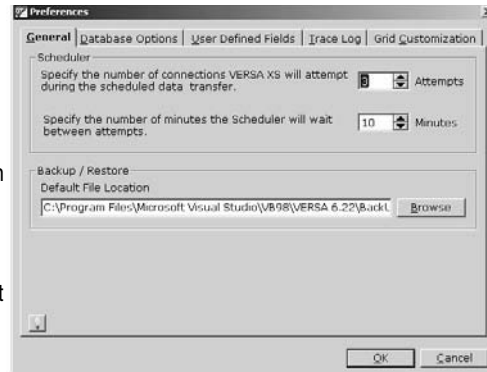 Preferences
General Database Options User Defined Fields Trace Log Grid Customization
Scheduler
Specify the number of connections VERSA XS will attempt
during the scheduled data transfer.
3 Attempts
Specify the number of minutes the Scheduler will wait
between attempts.
10 Minutes
Backup / Restore
Default File Location
C:\Program Files\Microsoft Visual Studio\VB98\VERSA 6.22\Back
Browse
OK Cancel